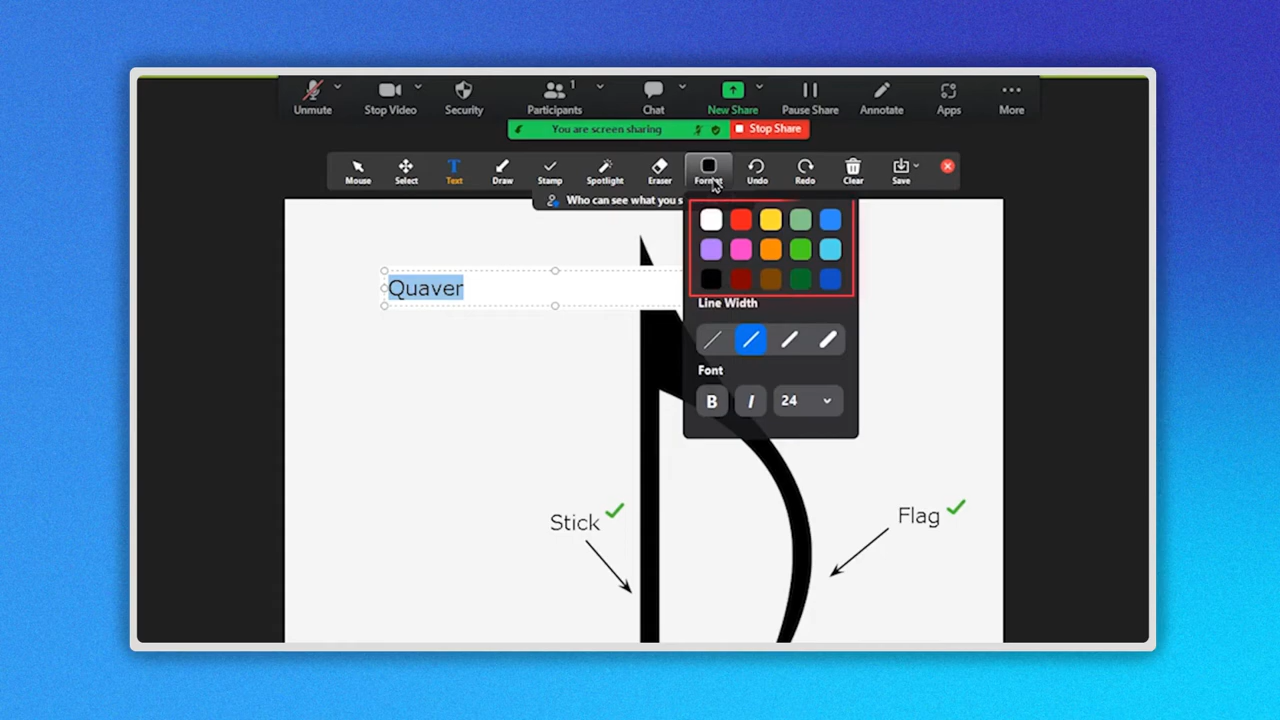 Unmute Stop Video Security Participants 1 Chat New Share Pause Share Annotate Apps More
You are screen sharing Stop Share
Mouse Select Text Draw Stamp Spotlight Eraser Format Undo Redo Clear Save
Who can see what you s
Quaver
Line Width
Font
B I 24
Stick
Flag